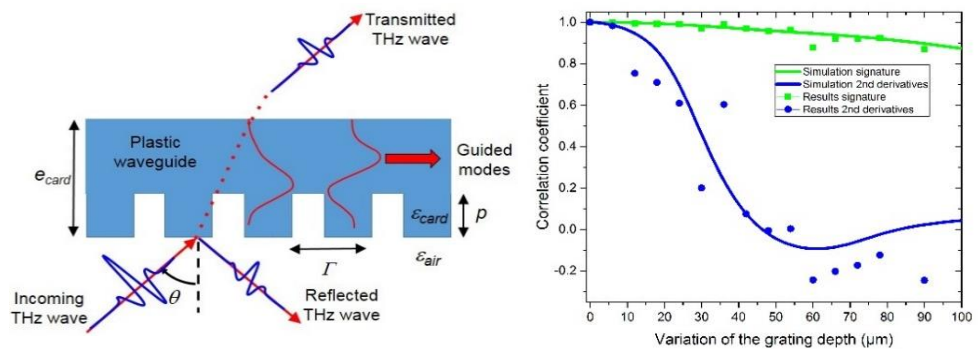 Transmitted
THz wave
Plastic
waveguide
Guided
modes
e_card
ε_card
p
Γ
ε_air
θ
Incoming
THz wave
Reflected
THz wave
Correlation coefficient
1.0
0.8
0.6
0.4
0.2
0.0
-0.2
Simulation signature
Simulation 2nd derivatives
Results signature
Results 2nd derivatives
0 10 20 30 40 50 60 70 80 90 100
Variation of the grating depth (μm)